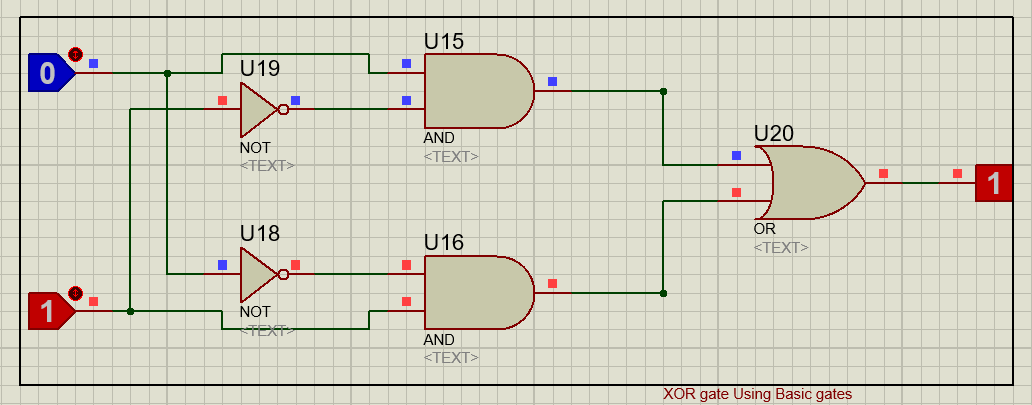 0
U19
NOT
<TEXT>
U15
AND
<TEXT>
U20
OR
<TEXT>
1
U18
NOT
<TEXT>
U16
AND
<TEXT>
1
XOR gate Using Basic gates